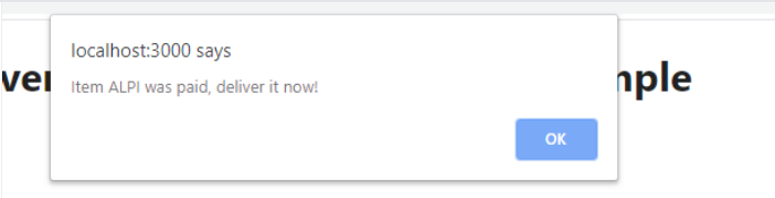 localhost:3000 says
Item ALPI was paid, deliver it now!
OK